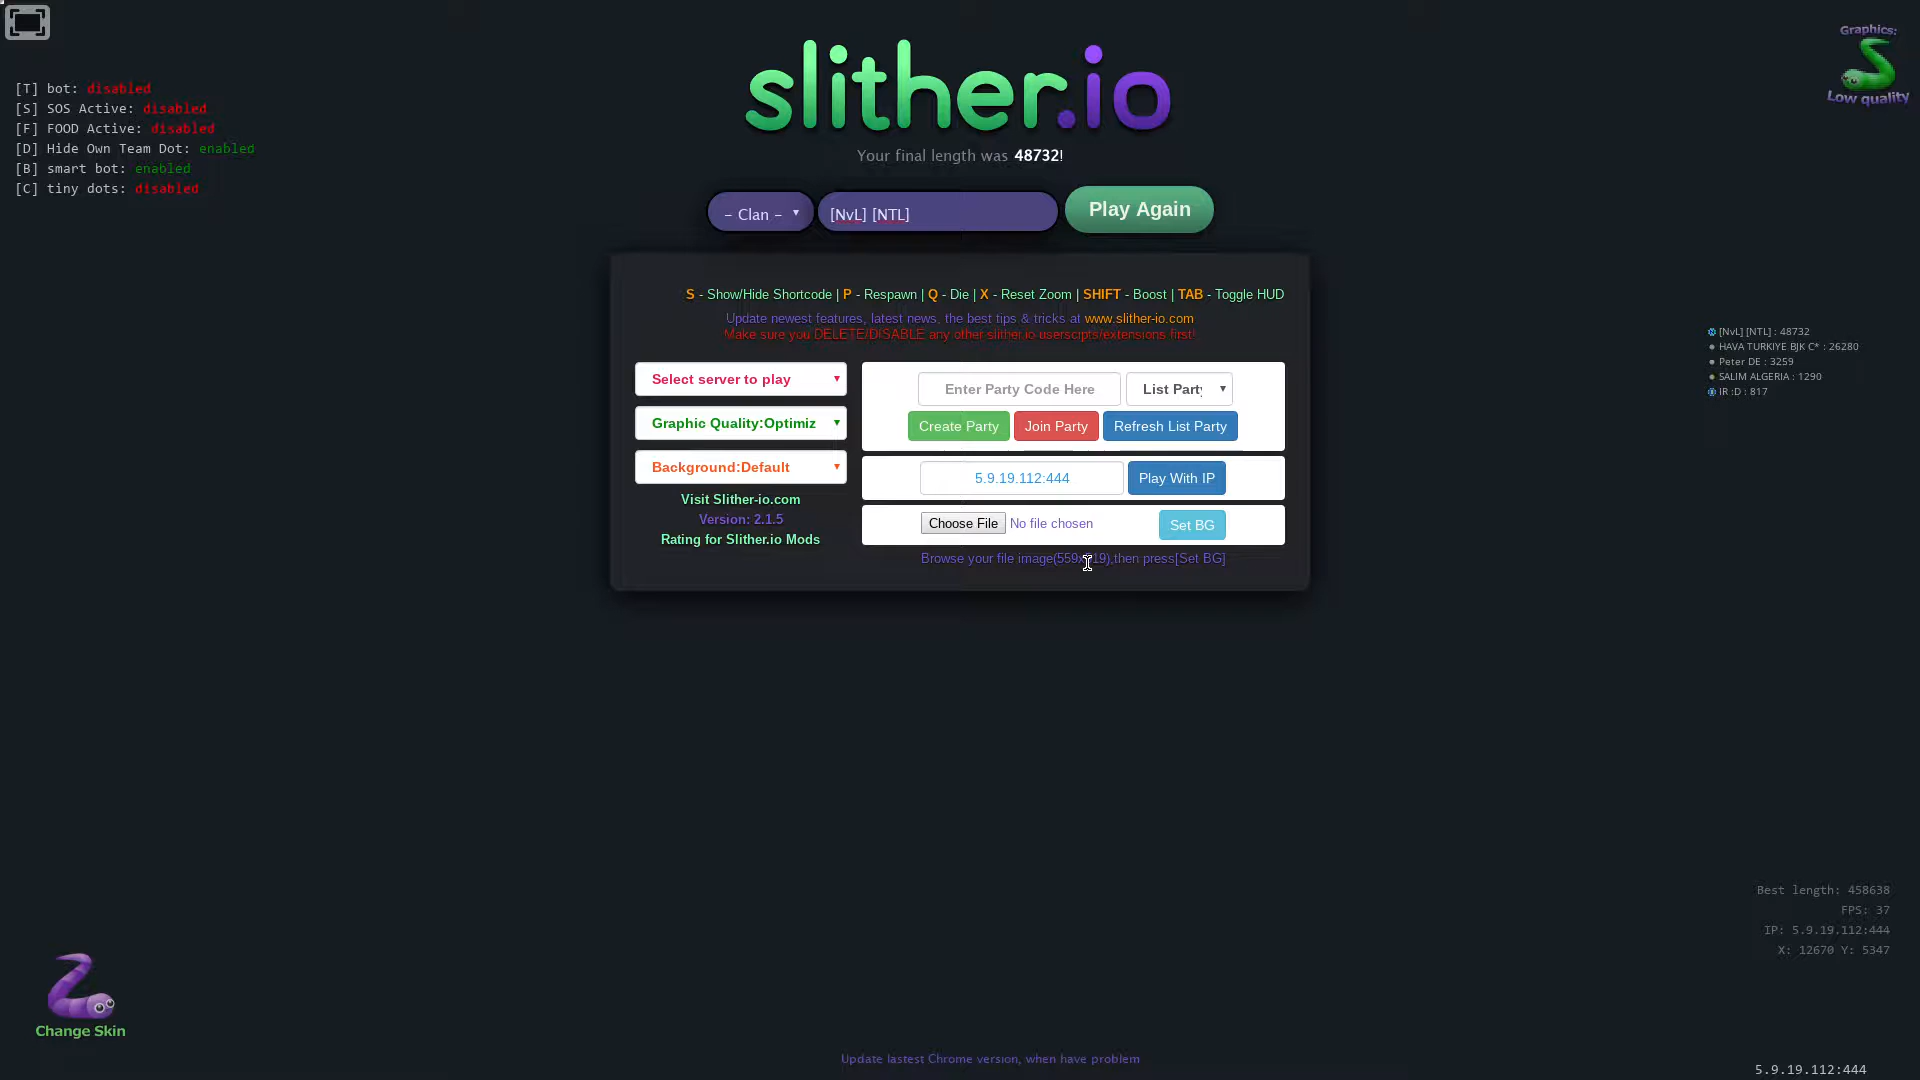 slither.io
Graphics:
Low quality
[T] bot: disabled
[S] SOS Active: disabled
[F] FOOD Active: disabled
[D] Hide Own Team Dot: enabled
[B] smart bot: enabled
[C] tiny dots: disabled
Your final length was 48732!
- Clan -
[NvL] [NTL]
Play Again
S - Show/Hide Shortcode | P - Respawn | Q - Die | X - Reset Zoom | SHIFT - Boost | TAB - Toggle HUD
Update newest features, latest news, the best tips & tricks at www.slither-io.com
Make sure you DELETE/DISABLE any other slither.io userscipts/extensions first!
Select server to play
Graphic Quality:Optimiz
Background:Default
Visit Slither-io.com
Version: 2.1.5
Rating for Slither.io Mods
Enter Party Code Here
List Party
Create Party
Join Party
Refresh List Party
5.9.19.112:444
Play With IP
Choose File No file chosen
Set BG
Browse your file image( then press[Set BG]
[NvL] [NTL] : 48732
HAVA TURKIYE BJK C* : 26280
Peter DE : 3259
SALIM ALGERIA : 1290
IR :D : 817
Best length: 458638
FPS: 37
IP: 5.9.19.112:444
X: 12670 Y: 5347
Change Skin
Update lastest Chrome version, when have problem
5.9.19.112:444